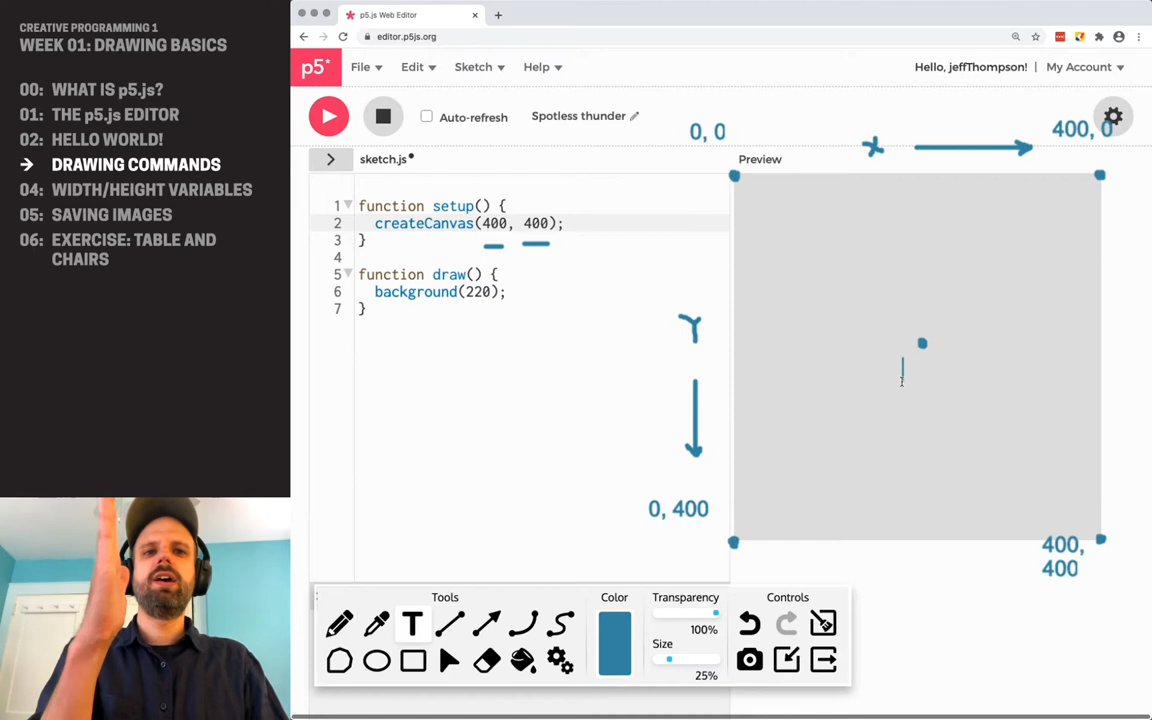 CREATIVE PROGRAMMING 1
WEEK 01: DRAWING BASICS
00: WHAT IS p5.js?
01: THE p5.js EDITOR
02: HELLO WORLD!
→ DRAWING COMMANDS
04: WIDTH/HEIGHT VARIABLES
05: SAVING IMAGES
06: EXERCISE: TABLE AND
CHAIRS
p5.js Web Editor
editor.p5js.org
p5* File Edit Sketch Help Hello, jeffThompson! | My Account
Auto-refresh Spotless thunder
0, 0 x 400, 0
sketch.js Preview
1 function setup() {
2 createCanvas(400, 400);
3 }
4
5 function draw() {
6 background(220);
7 }
Y
0, 400
400,
400
Tools Color Transparency Controls
T 100%
Size
25%